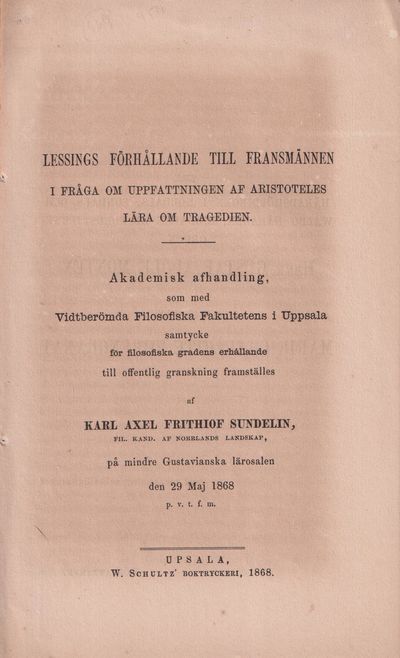 LESSINGS FÖRHÅLLANDE TILL FRANSMÄNNEN
I FRÅGA OM UPPFATTNINGEN AF ARISTOTELES
LÄRA OM TRAGEDIEN.
Akademisk afhandling,
som med
Vidtberömda Filosofiska Fakultetens i Uppsala
samtycke
för filosofiska gradens erhållande
till offentlig granskning framställes
af
KARL AXEL FRITHIOF SUNDELIN,
FIL. KAND. AF NORRLANDS LANDSKAP,
på mindre Gustavianska lärosalen
den 29 Maj 1868
p. v. t. f. m.
UPSALA,
W. SCHULTZ' BOKTRYCKERI, 1868.